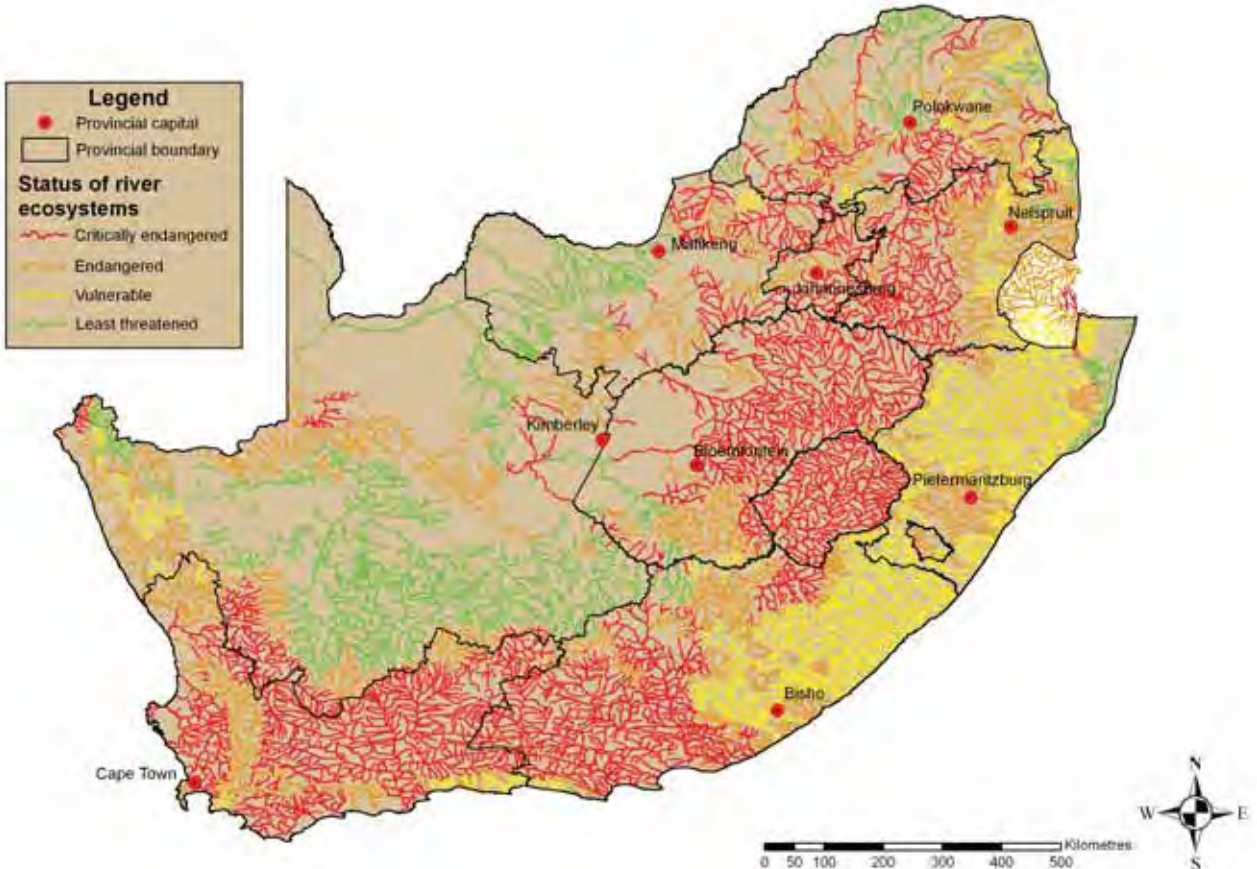 Legend
Provincial capital
Provincial boundary
Status of river
ecosystems
Critically endangered
Endangered
Vulnerable
Least threatened
Polokwane
Nelspruit
Mafikeng
Johannesburg
Kimberley
Bloemfontein
Pietermaritzburg
Bisho
Cape Town
N
W E
S
Kilometres
0 50 100 200 300 400 500